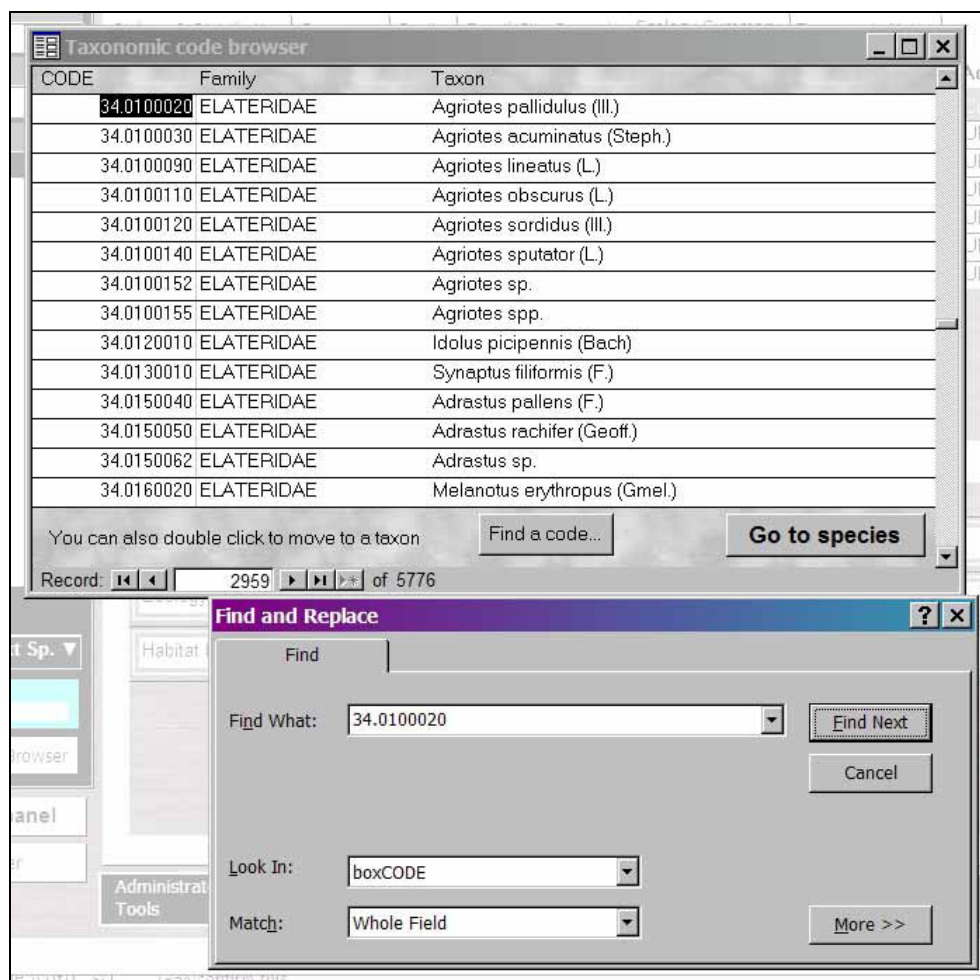 Taxonomic code browser
CODE Family Taxon
34.0100020 ELATERIDAE Agriotes pallidulus (Ill.)
34.0100030 ELATERIDAE Agriotes acuminatus (Steph.)
34.0100090 ELATERIDAE Agriotes lineatus (L.)
34.0100110 ELATERIDAE Agriotes obscurus (L.)
34.0100120 ELATERIDAE Agriotes sordidus (Ill.)
34.0100140 ELATERIDAE Agriotes sputator (L.)
34.0100152 ELATERIDAE Agriotes sp.
34.0100155 ELATERIDAE Agriotes spp.
34.0120010 ELATERIDAE Idolus picipennis (Bach)
34.0130010 ELATERIDAE Synaptus filiformis (F.)
34.0150040 ELATERIDAE Adrastus pallens (F.)
34.0150050 ELATERIDAE Adrastus rachifer (Geoff.)
34.0150062 ELATERIDAE Adrastus sp.
34.0160020 ELATERIDAE Melanotus erythropus (Gmel.)
You can also double click to move to a taxon Find a code... Go to species
Record: 2959 of 5776
Find and Replace
Sp.
Habitat
Find
Find What: 34.0100020 Find Next
Cancel
Look In: boxCODE
Tools
Match: Whole Field More >>